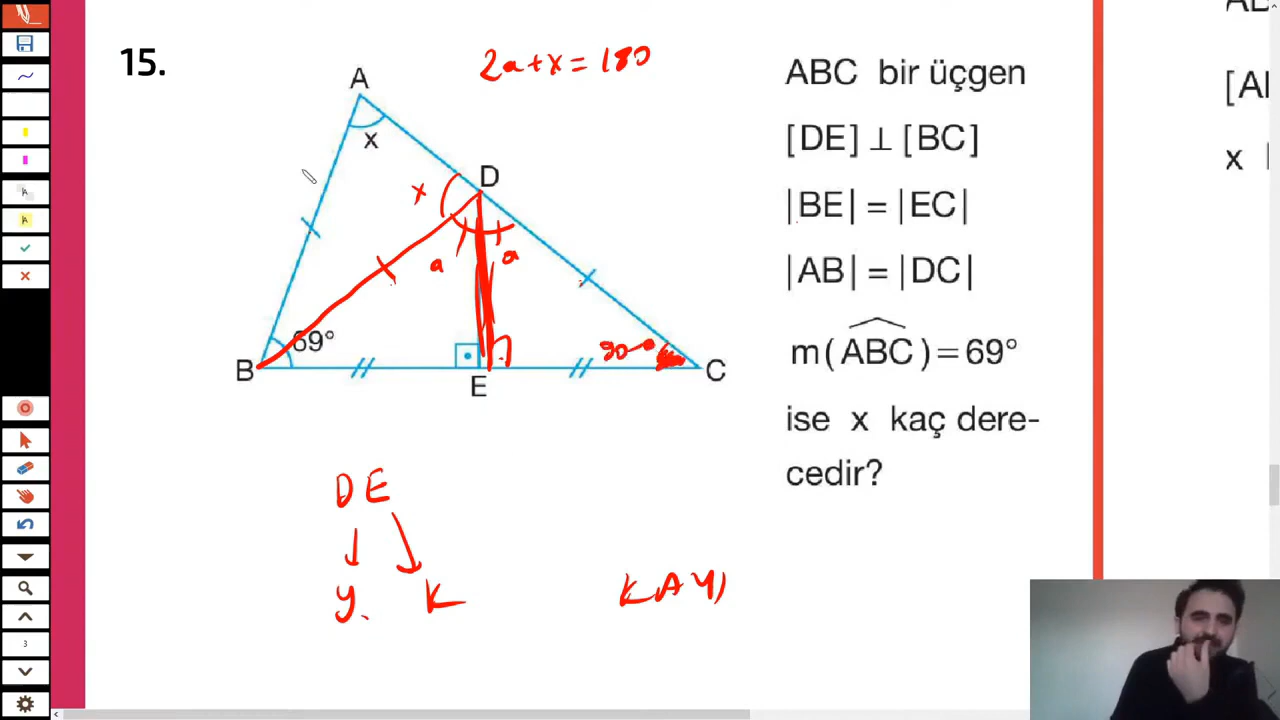 15.
2a+x=180
A
x
D
x
a
a
B
69°
E
90-a
C
ABC bir üçgen
[DE] ⊥ [BC]
|BE| = |EC|
|AB| = |DC|
m(ABC) = 69°
ise x kaç dere-
cedir?
DE
y. K
KAY)
[A
x
3